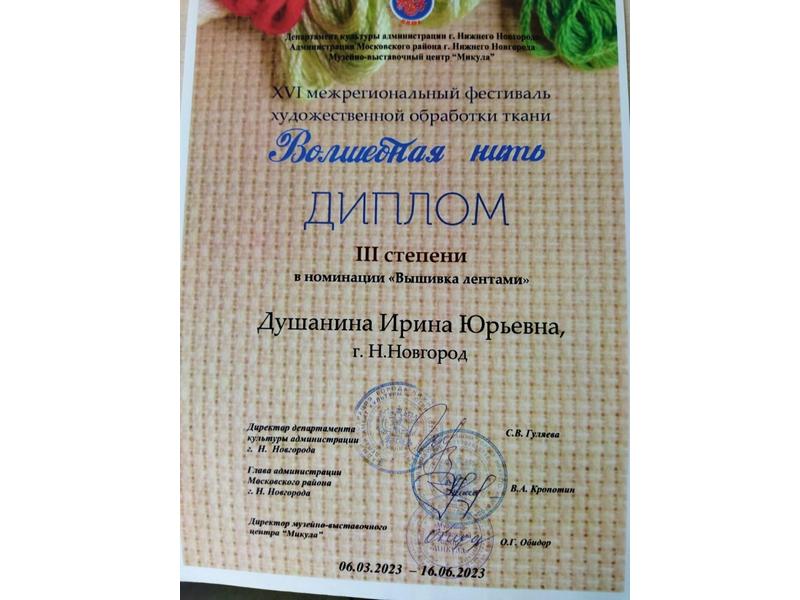 Департамент культуры администрации г. Нижнего Новгорода
Администрация Московского района г. Нижнего Новгорода
Музейно-выставочный центр "Микула"
XVI межрегиональный фестиваль
художественной обработки ткани
Волшебная нить
ДИПЛОМ
III степени
в номинации «Вышивка лентами»
Душанина Ирина Юрьевна,
г. Н.Новгород
Директор департамента
культуры администрации
г. Н. Новгорода
С.В. Гуляева
Глава администрации
Московского района
г. Н. Новгорода
В.А. Кропотин
Директор музейно-выставочного
центра "Микула"
О.Г. Обидор
06.03.2023 – 16.06.2023